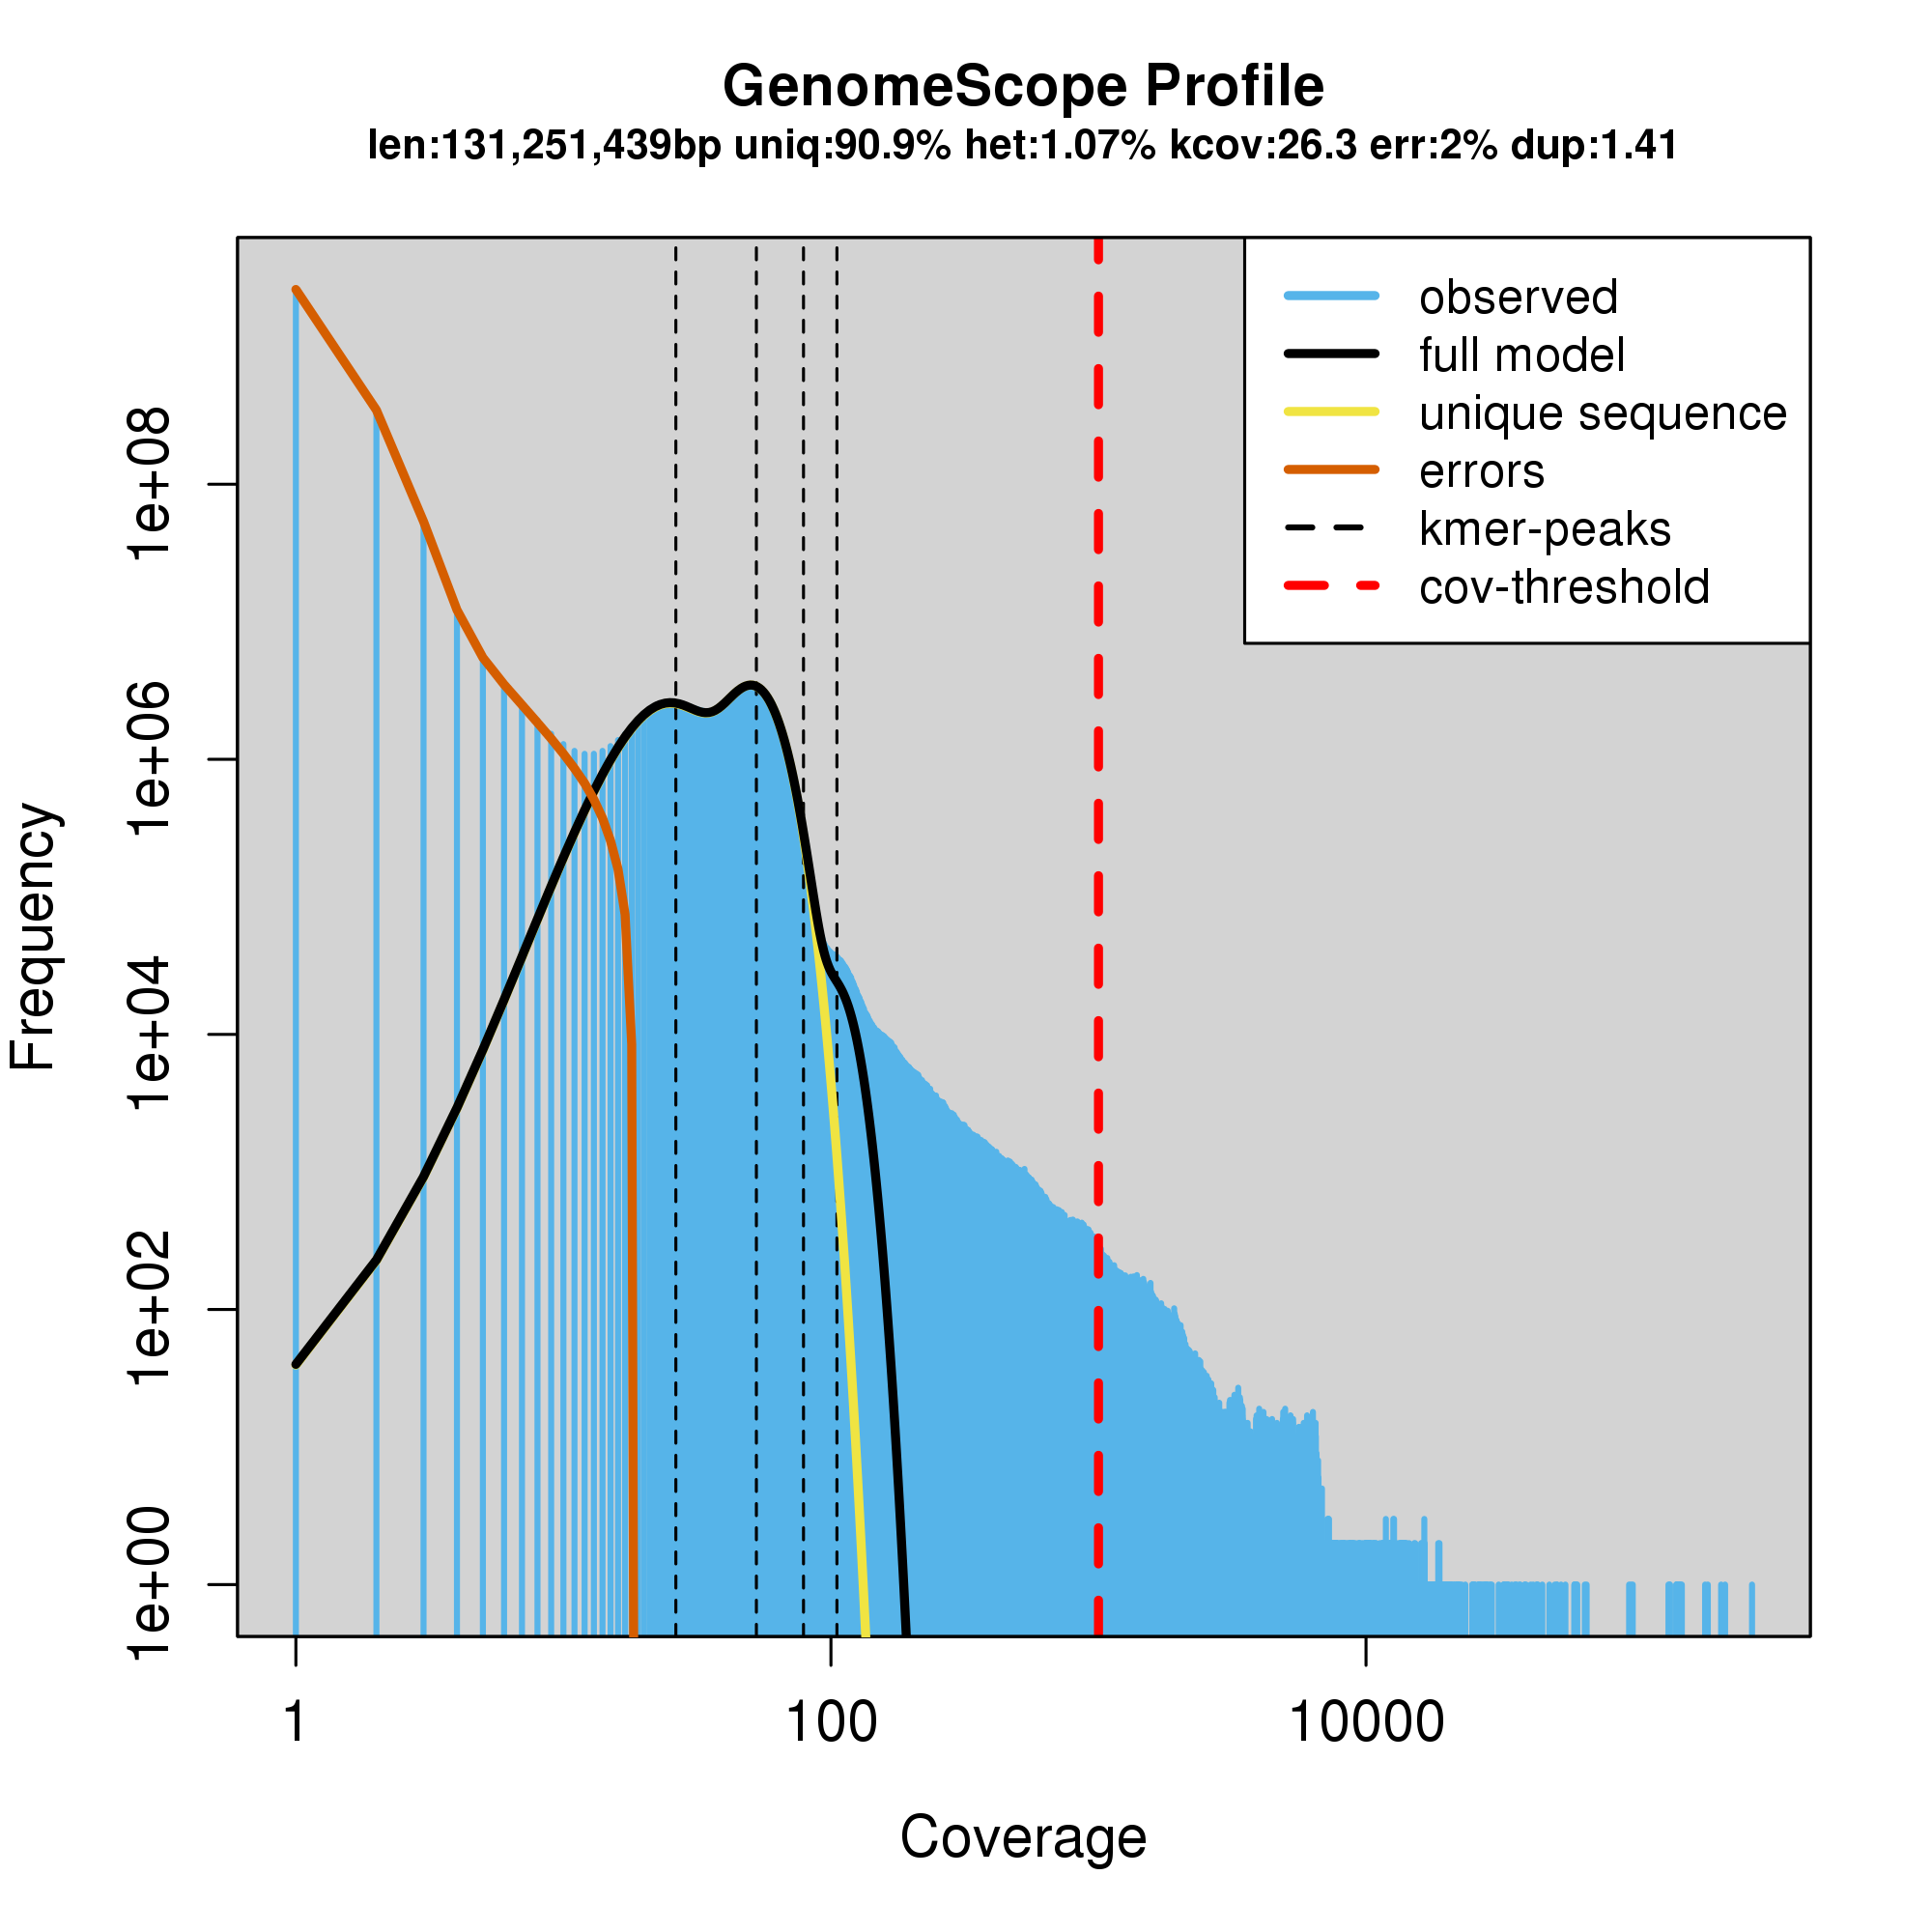 GenomeScope Profile
len:131,251,439bp uniq:90.9% het:1.07% kcov:26.3 err:2% dup:1.41
observed
full model
unique sequence
errors
kmer-peaks
cov-threshold
Frequency
1e+08
1e+06
1e+04
1e+02
1e+00
1 100 10000
Coverage